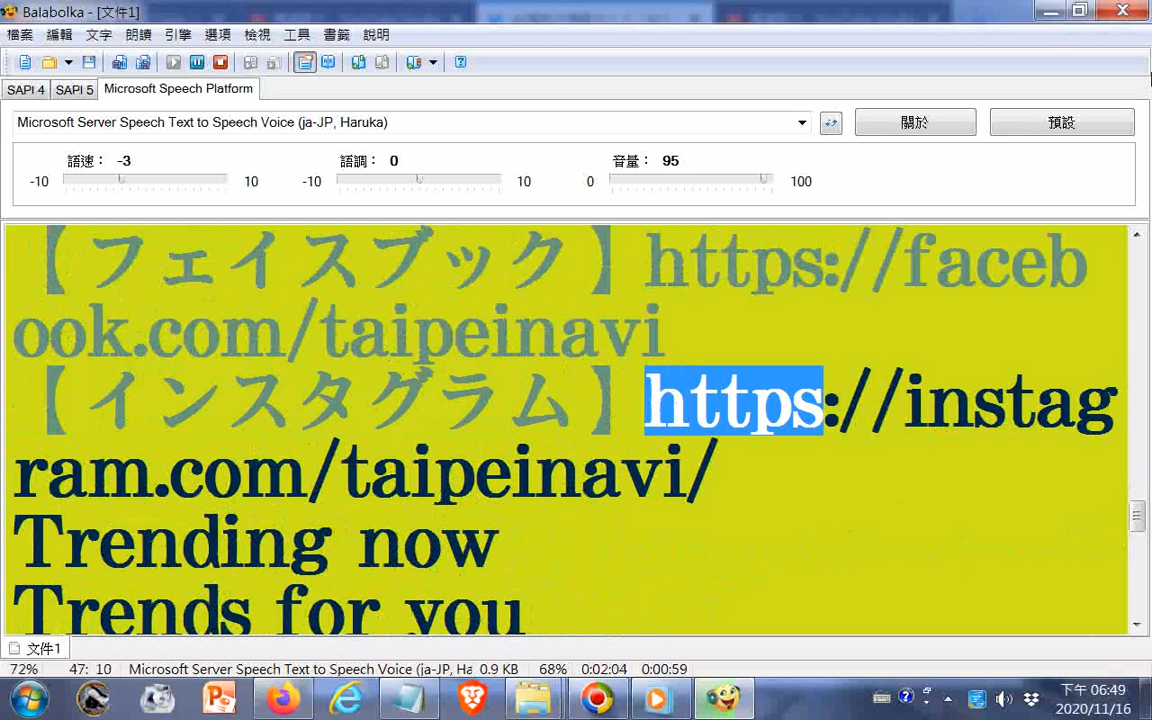 Balabolka - [文件1]
檔案 編輯 文字 朗讀 引擎 選項 檢視 工具 書籤 說明
SAPI 4 SAPI 5 Microsoft Speech Platform
Microsoft Server Speech Text to Speech Voice (ja-JP, Haruka) 關於 預設
語速： -3 語調： 0 音量： 95
-10 10 -10 10 0 100
【フェイスブック】https://faceb
ook.com/taipeinavi
【インスタグラム】https://instag
ram.com/taipeinavi/
Trending now
Trends for you
文件1
72% 47: 10 Microsoft Server Speech Text to Speech Voice (ja-JP, Ha 0.9 KB 68% 0:02:04 0:00:59
下午 06:49
2020/11/16